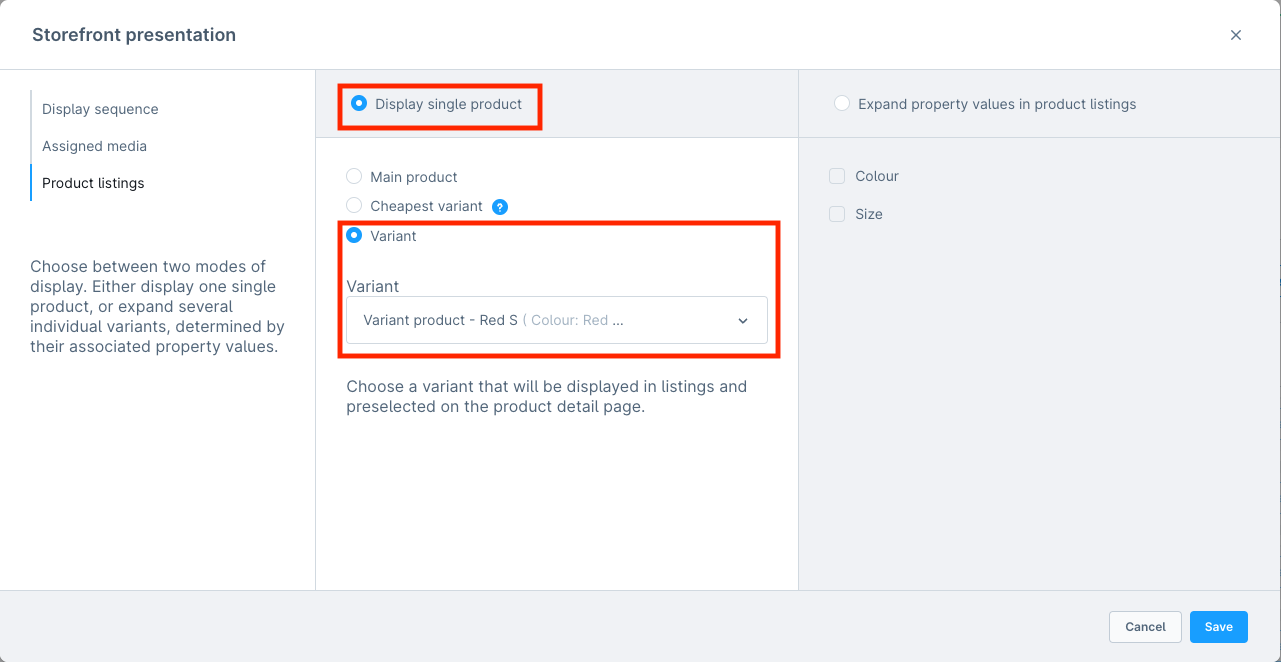 Storefront presentation
Display sequence
Assigned media
Product listings
Choose between two modes of
display. Either display one single
product, or expand several
individual variants, determined by
their associated property values.
Display single product
Main product
Cheapest variant ?
Variant
Variant
Variant product - Red S ( Colour: Red ...
Choose a variant that will be displayed in listings and
preselected on the product detail page.
Expand property values in product listings
Colour
Size
Cancel
Save